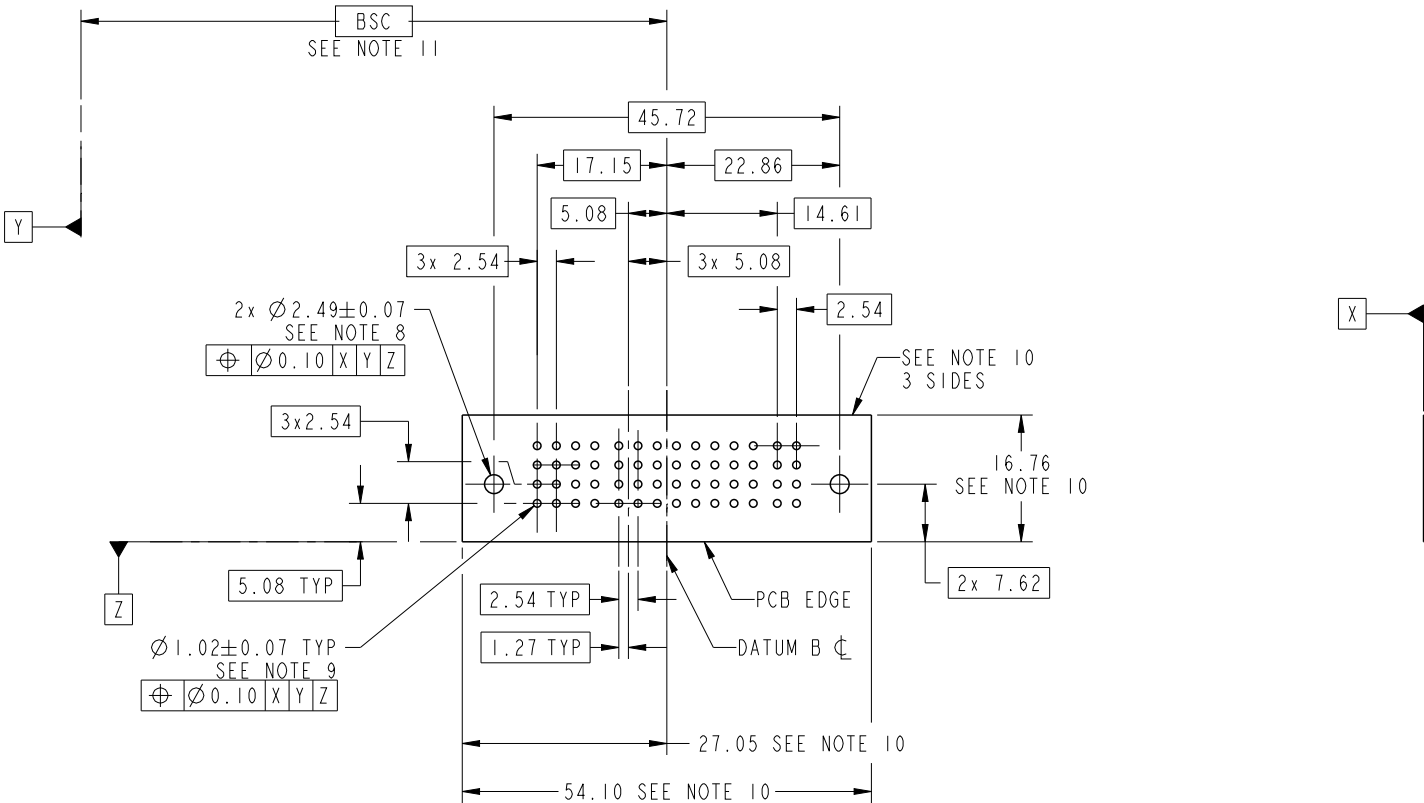 BSC
SEE NOTE 11
45.72
17.15
22.86
5.08
14.61
Y
3x 2.54
3x 5.08
2x Ø2.49±0.07
SEE NOTE 8
⌖ Ø0.10 X Y Z
2.54
X
SEE NOTE 10
3 SIDES
3x2.54
16.76
SEE NOTE 10
5.08 TYP
2.54 TYP
PCB EDGE
2x 7.62
Z
Ø1.02±0.07 TYP
SEE NOTE 9
⌖ Ø0.10 X Y Z
1.27 TYP
DATUM B ℄
27.05 SEE NOTE 10
54.10 SEE NOTE 10